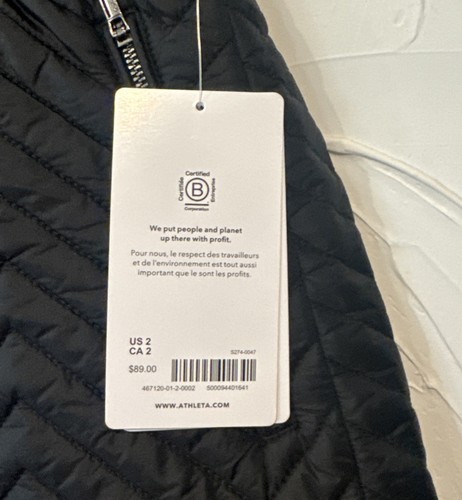 Certified
Certifiée
B
Entreprise
Corporation
We put people and planet
up there with profit.
Pour nous, le respect des travailleurs
et de l'environnement est tout aussi
important que le sont les profits.
US 2
CA 2
S274-0047
$89.00
467120-01-2-0002 500094401641
WWW.ATHLETA.COM